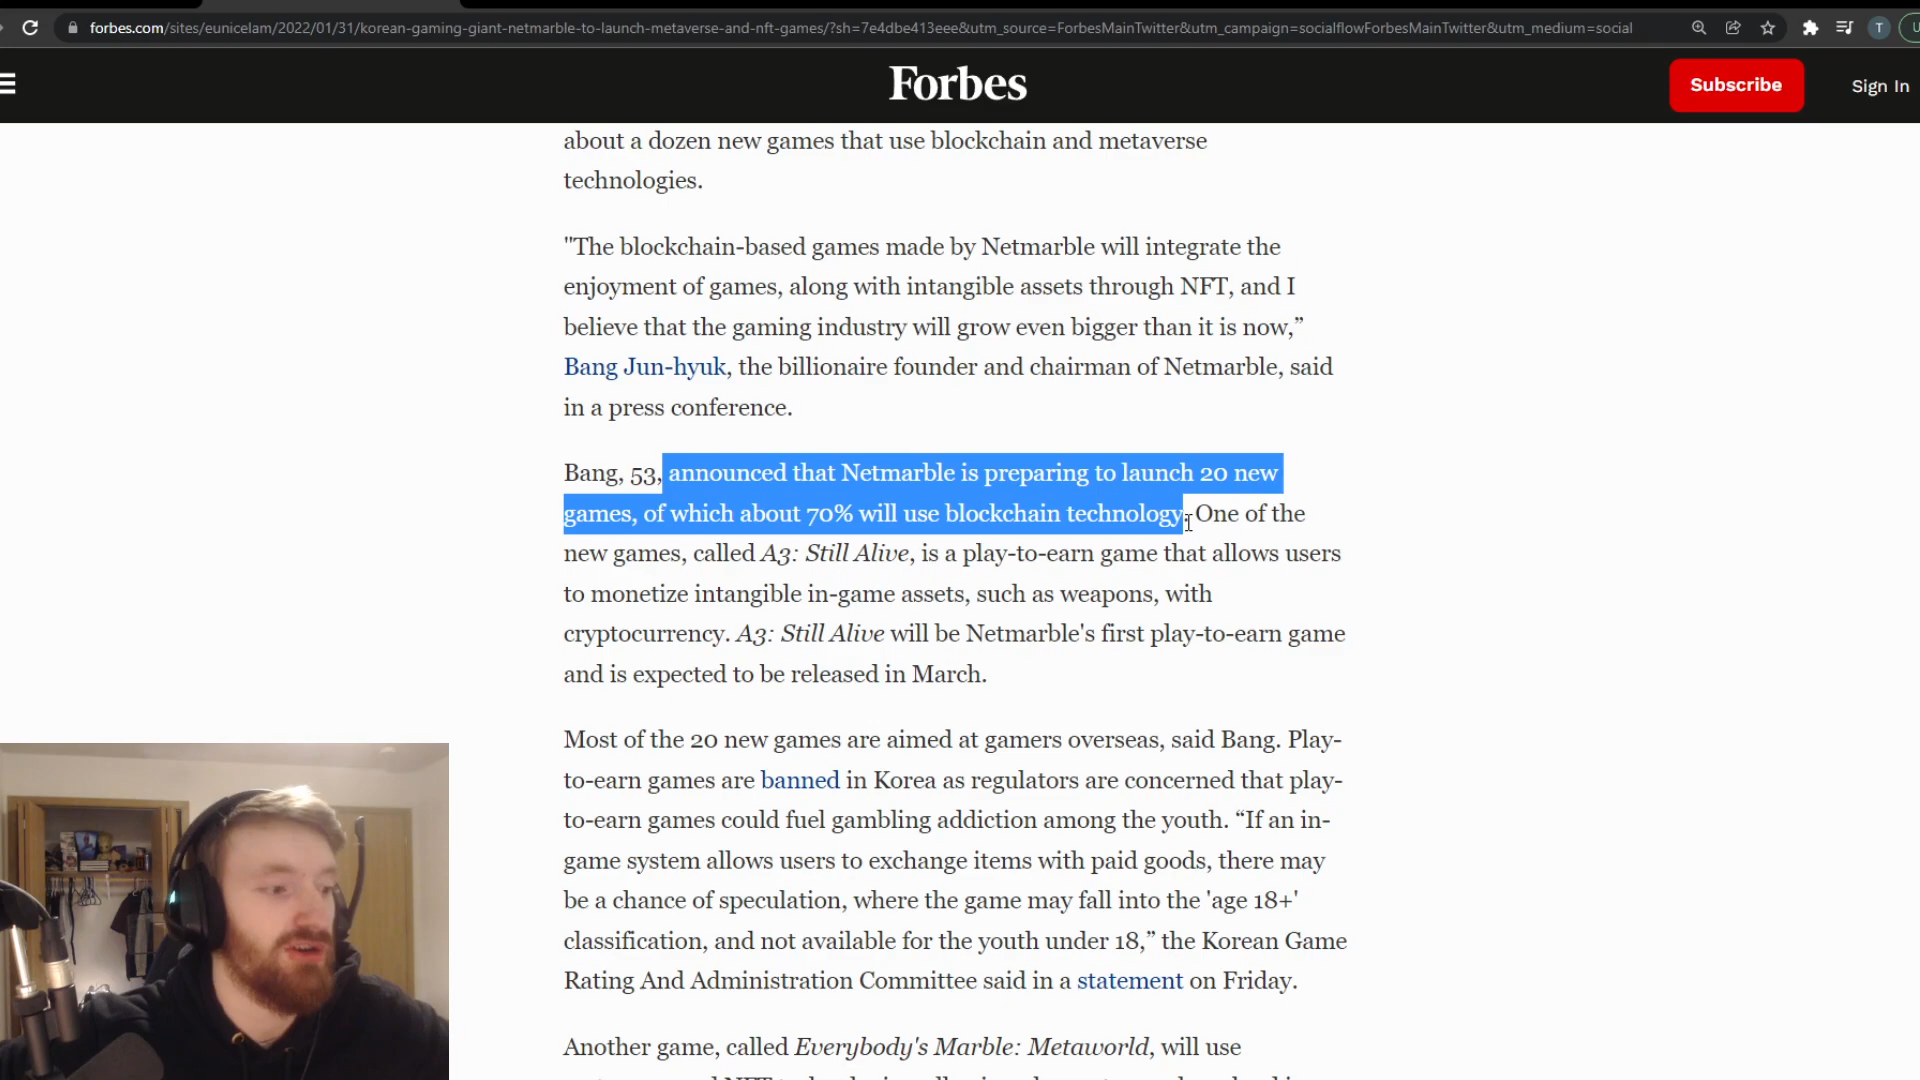 forbes.com/sites/eunicelam/2022/01/31/korean-gaming-giant-netmarble-to-launch-metaverse-and-nft-games/?sh=7e4dbe413eee&utm_source=ForbesMainTwitter&utm_campaign=socialflowForbesMainTwitter&utm_medium=social
T
U
Forbes
Subscribe
Sign In
about a dozen new games that use blockchain and metaverse
technologies.
"The blockchain-based games made by Netmarble will integrate the
enjoyment of games, along with intangible assets through NFT, and I
believe that the gaming industry will grow even bigger than it is now,”
Bang Jun-hyuk, the billionaire founder and chairman of Netmarble, said
in a press conference.
Bang, 53, announced that Netmarble is preparing to launch 20 new
games, of which about 70% will use blockchain technology. One of the
new games, called A3: Still Alive, is a play-to-earn game that allows users
to monetize intangible in-game assets, such as weapons, with
cryptocurrency. A3: Still Alive will be Netmarble's first play-to-earn game
and is expected to be released in March.
Most of the 20 new games are aimed at gamers overseas, said Bang. Play-
to-earn games are banned in Korea as regulators are concerned that play-
to-earn games could fuel gambling addiction among the youth. “If an in-
game system allows users to exchange items with paid goods, there may
be a chance of speculation, where the game may fall into the 'age 18+'
classification, and not available for the youth under 18,” the Korean Game
Rating And Administration Committee said in a statement on Friday.
Another game, called Everybody's Marble: Metaworld, will use